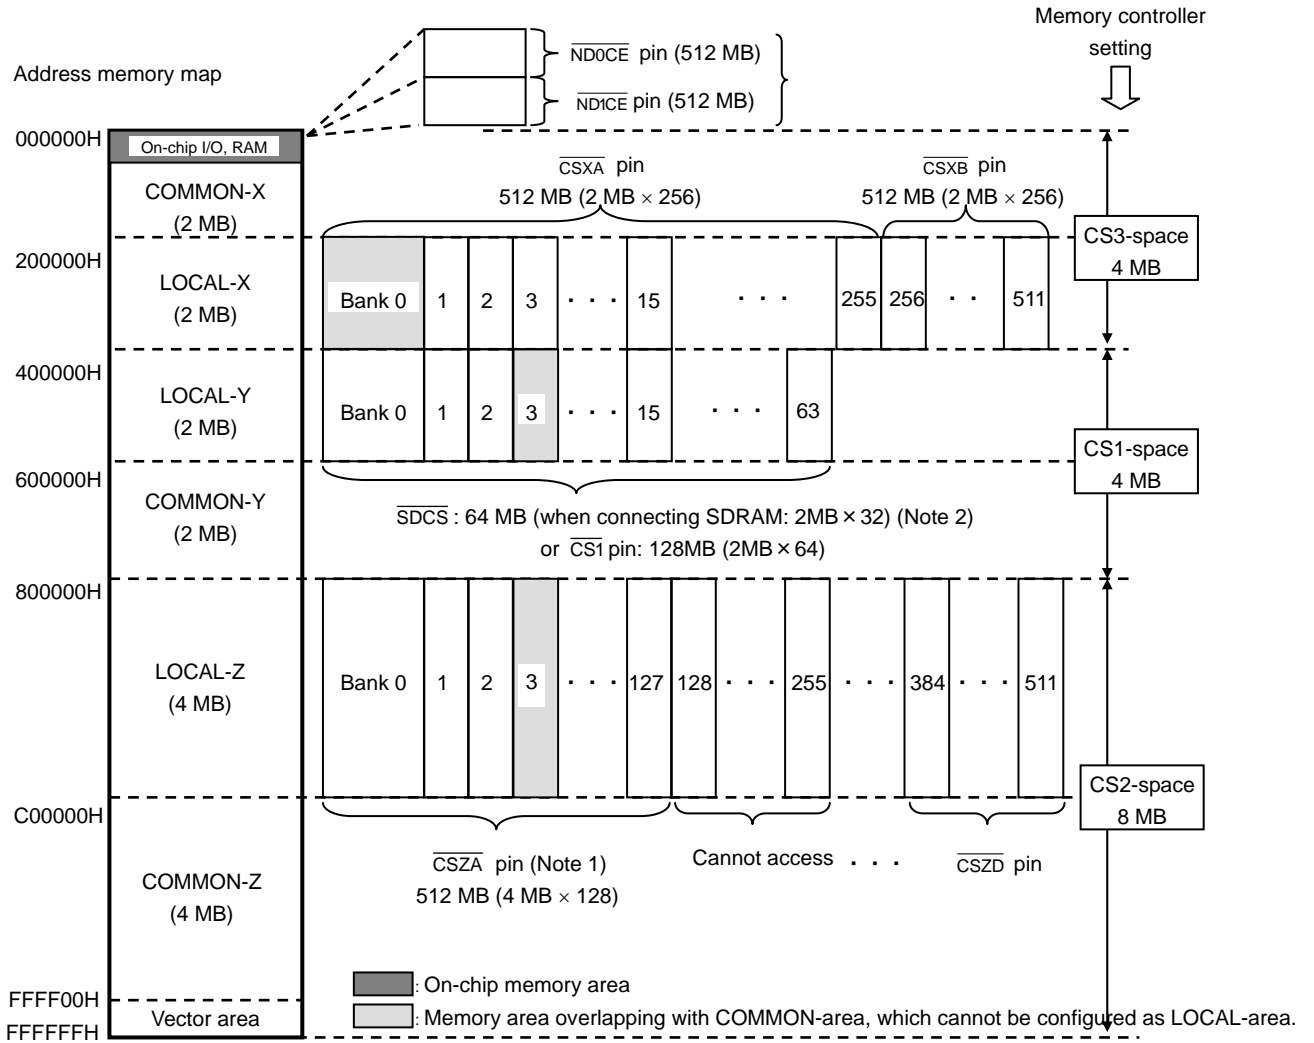 Memory controller
setting
Address memory map
ND0CE pin (512 MB)
ND1CE pin (512 MB)
000000H
On-chip I/O, RAM
COMMON-X
(2 MB)
CSXA pin
512 MB (2 MB × 256)
CSXB pin
512 MB (2 MB × 256)
CS3-space
4 MB
200000H
LOCAL-X
(2 MB)
Bank 0 1 2 3 · · · 15 · · · 255 256 · · 511
400000H
LOCAL-Y
(2 MB)
Bank 0 1 2 3 · · · 15 · · · 63
CS1-space
4 MB
600000H
COMMON-Y
(2 MB)
SDCS : 64 MB (when connecting SDRAM: 2MB × 32) (Note 2)
or CS1 pin: 128MB (2MB × 64)
800000H
LOCAL-Z
(4 MB)
Bank 0 1 2 3 · · · 127 128 · · · 255 · · · 384 · · · 511
CS2-space
8 MB
C00000H
COMMON-Z
(4 MB)
CSZA pin (Note 1)
512 MB (4 MB × 128)
Cannot access · · · CSZD pin
FFFF00H
Vector area
FFFFFFH
: On-chip memory area
: Memory area overlapping with COMMON-area, which cannot be configured as LOCAL-area.